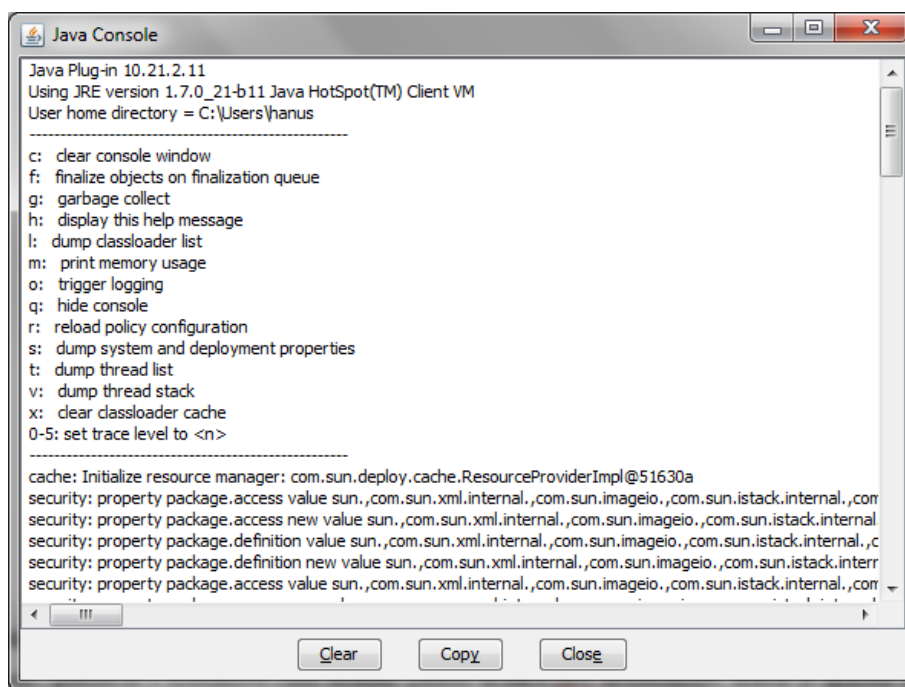 Java Console
Java Plug-in 10.21.2.11
Using JRE version 1.7.0_21-b11 Java HotSpot(TM) Client VM
User home directory = C:\Users\hanus
----------------------------------------------------
c:   clear console window
f:   finalize objects on finalization queue
g:   garbage collect
h:   display this help message
l:   dump classloader list
m:   print memory usage
o:   trigger logging
q:   hide console
r:   reload policy configuration
s:   dump system and deployment properties
t:   dump thread list
v:   dump thread stack
x:   clear classloader cache
0-5: set trace level to <n>
----------------------------------------------------
cache: Initialize resource manager: com.sun.deploy.cache.ResourceProviderImpl@51630a
security: property package.access value sun.,com.sun.xml.internal.,com.sun.imageio.,com.sun.istack.internal.,com
security: property package.access new value sun.,com.sun.xml.internal.,com.sun.imageio.,com.sun.istack.internal.
security: property package.definition value sun.,com.sun.xml.internal.,com.sun.imageio.,com.sun.istack.internal.,c
security: property package.definition new value sun.,com.sun.xml.internal.,com.sun.imageio.,com.sun.istack.intern
security: property package.access value sun.,com.sun.xml.internal.,com.sun.imageio.,com.sun.istack.internal.,com
Clear
Copy
Close